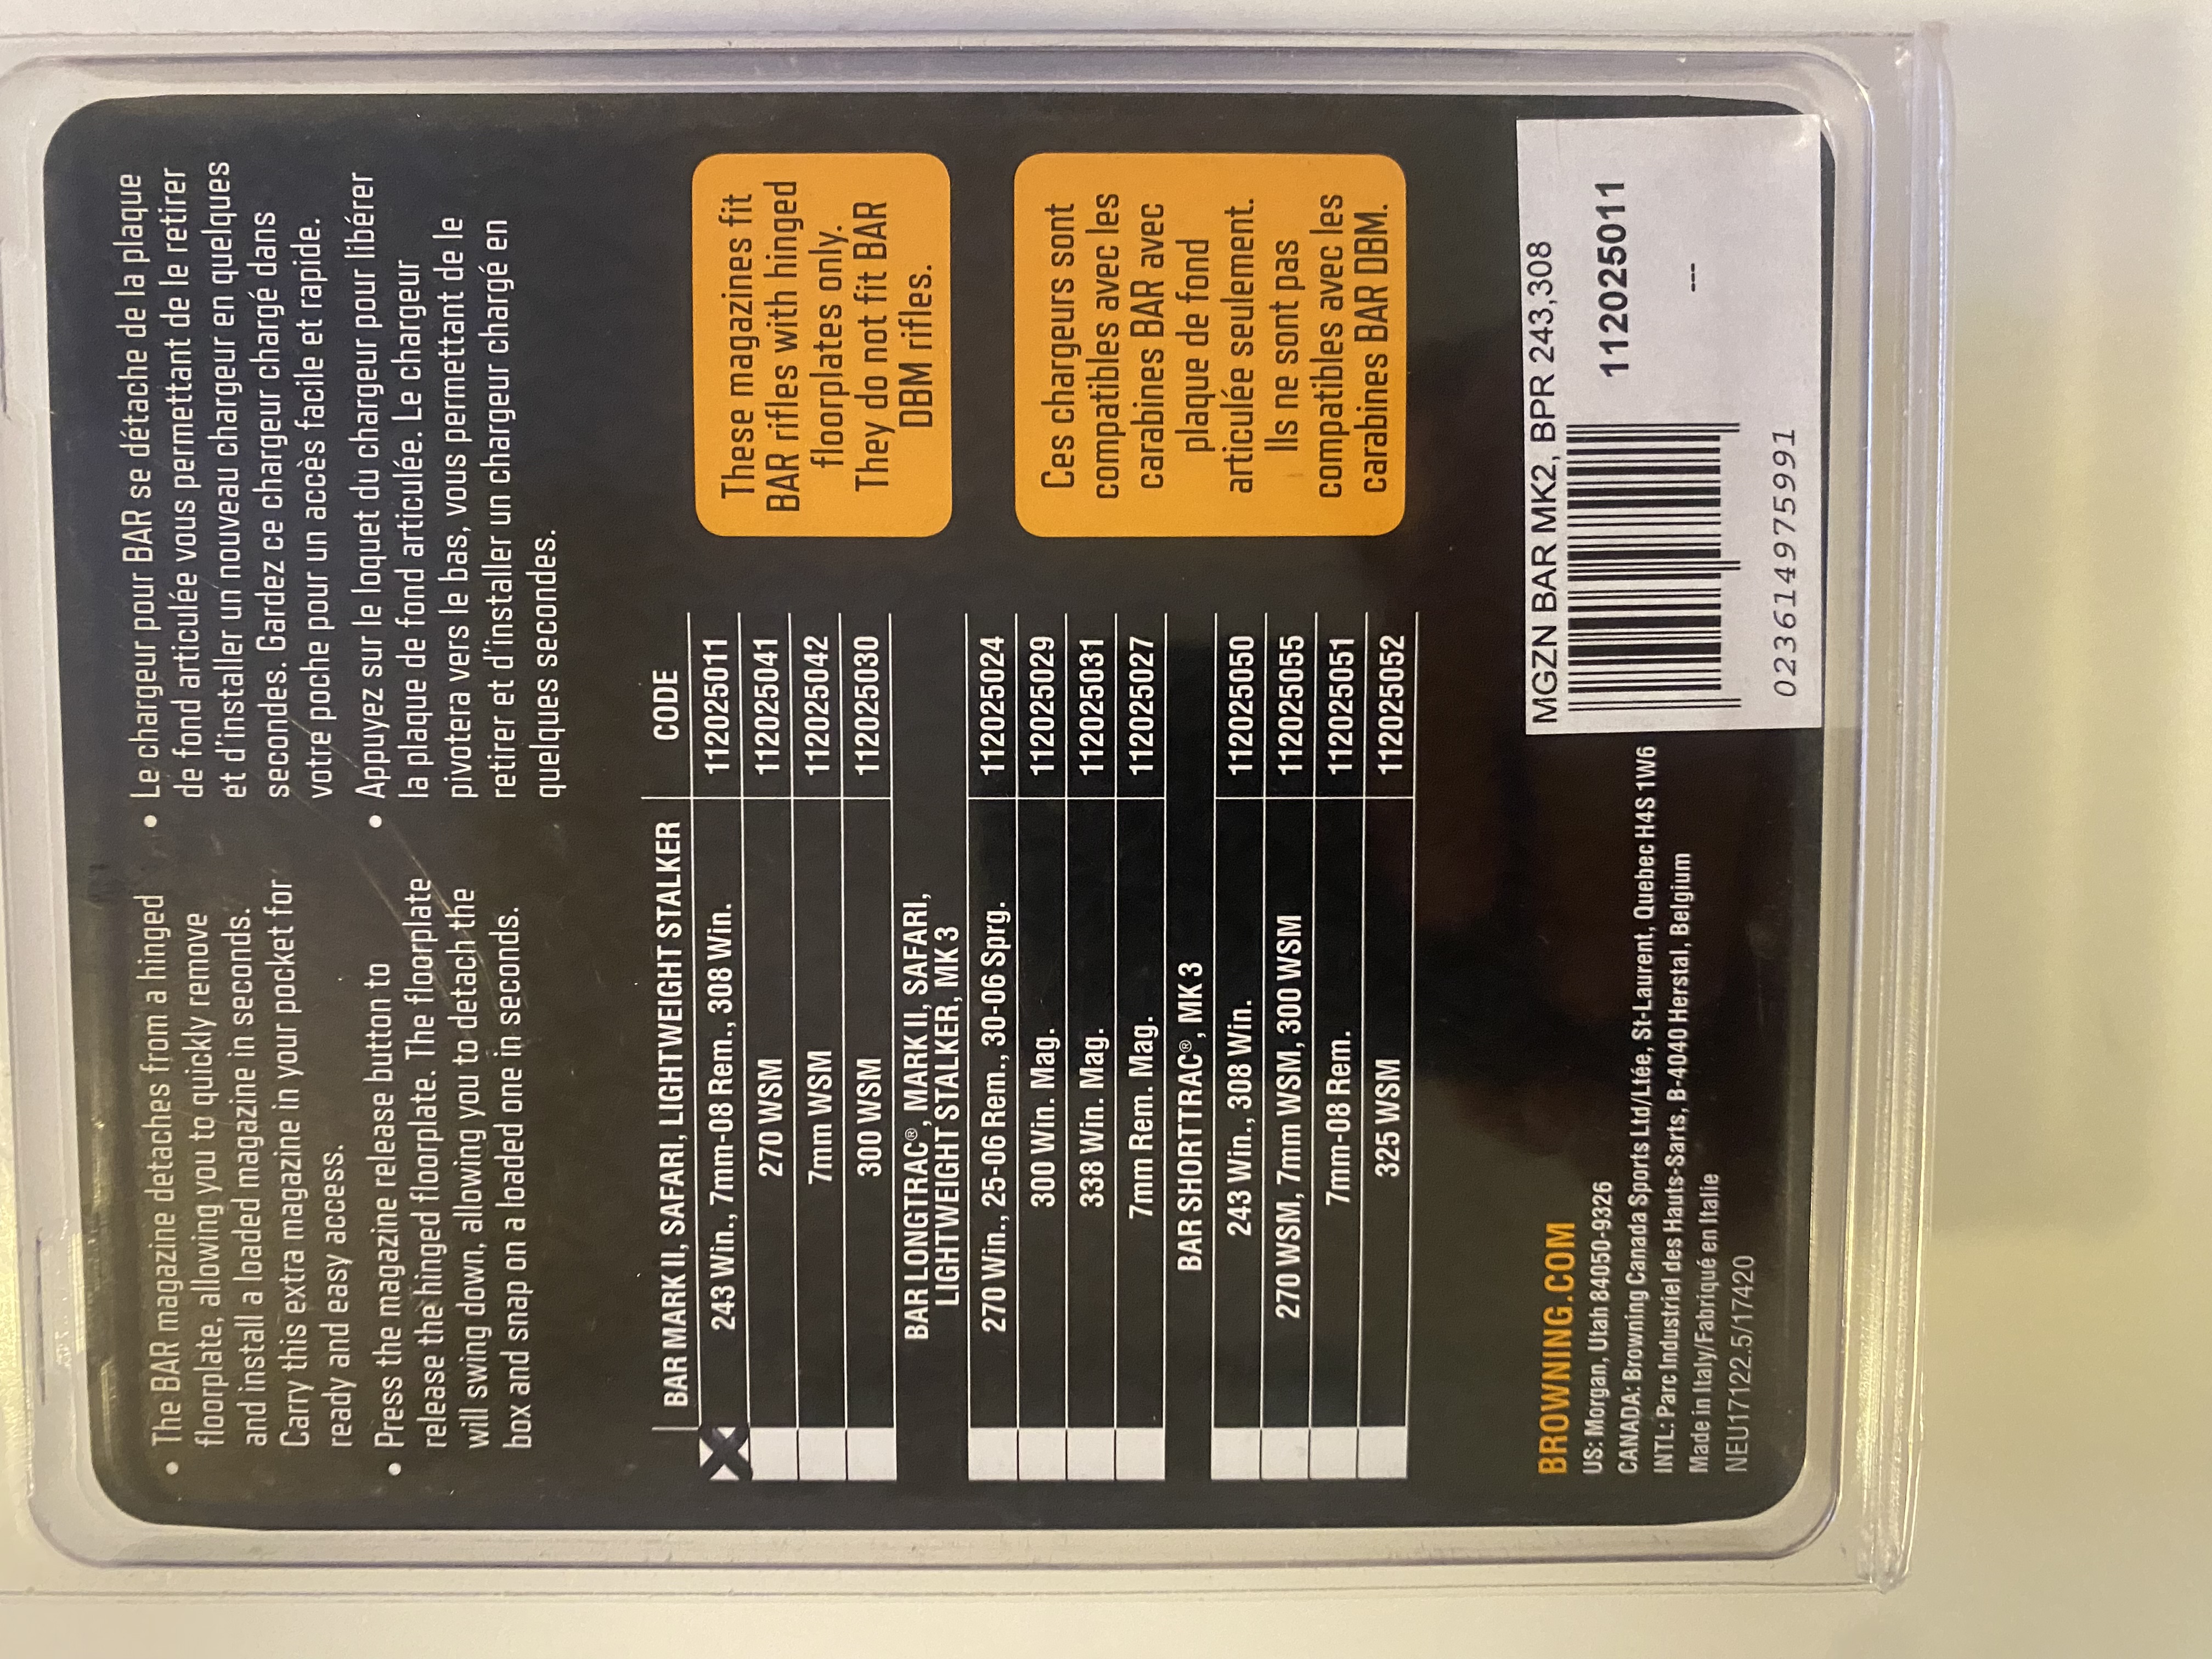 • The BAR magazine detaches from a hinged
floorplate, allowing you to quickly remove
and install a loaded magazine in seconds.
Carry this extra magazine in your pocket for
ready and easy access.
• Press the magazine release button to
release the hinged floorplate. The floorplate
will swing down, allowing you to detach the
box and snap on a loaded one in seconds.
• Le chargeur pour BAR se détache de la plaque
de fond articulée vous permettant de le retirer
et d'installer un nouveau chargeur en quelques
secondes. Gardez ce chargeur chargé dans
votre poche pour un accès facile et rapide.
• Appuyez sur le loquet du chargeur pour libérer
la plaque de fond articulée. Le chargeur
pivotera vers le bas, vous permettant de le
retirer et d'installer un chargeur chargé en
quelques secondes.
BAR MARK II, SAFARI, LIGHTWEIGHT STALKER CODE
X 243 Win., 7mm-08 Rem., 308 Win. 112025011
270 WSM 112025041
7mm WSM 112025042
300 WSM 112025030
BAR LONGTRAC®, MARK II, SAFARI,
LIGHTWEIGHT STALKER, MK 3
270 Win., 25-06 Rem., 30-06 Sprg. 112025024
300 Win. Mag. 112025029
338 Win. Mag. 112025031
7mm Rem. Mag. 112025027
BAR SHORTTRAC®, MK 3
243 Win., 308 Win. 112025050
270 WSM, 7mm WSM, 300 WSM 112025055
7mm-08 Rem. 112025051
325 WSM 112025052
These magazines fit
BAR rifles with hinged
floorplates only.
They do not fit BAR
DBM rifles.
Ces chargeurs sont
compatibles avec les
carabines BAR avec
plaque de fond
articulée seulement.
Ils ne sont pas
compatibles avec les
carabines BAR DBM.
BROWNING.COM
US: Morgan, Utah 84050-9326
CANADA: Browning Canada Sports Ltd/Ltée, St-Laurent, Quebec H4S 1W6
INTL: Parc Industriel des Hauts-Sarts, B-4040 Herstal, Belgium
Made in Italy/Fabriqué en Italie
NEU17122.5/17420
MGZN BAR MK2, BPR 243,308
112025011
---
023614975991